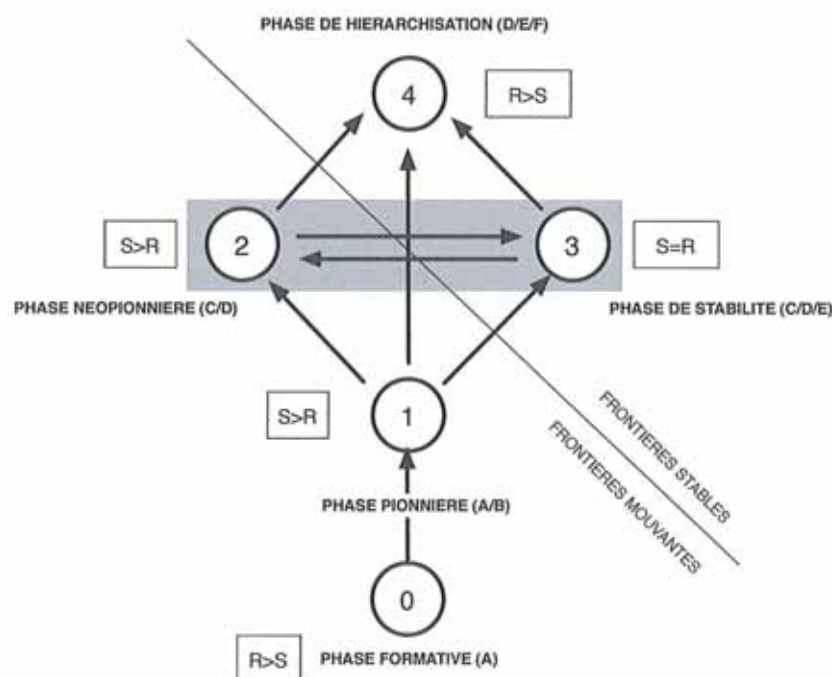 PHASE DE HIERARCHISATION (D/E/F)
4
R>S
S>R
2
3
S=R
PHASE NEOPIONNIERE (C/D)
PHASE DE STABILITE (C/D/E)
S>R
1
FRONTIERES STABLES
FRONTIERES MOUVANTES
PHASE PIONNIERE (A/B)
0
R>S
PHASE FORMATIVE (A)